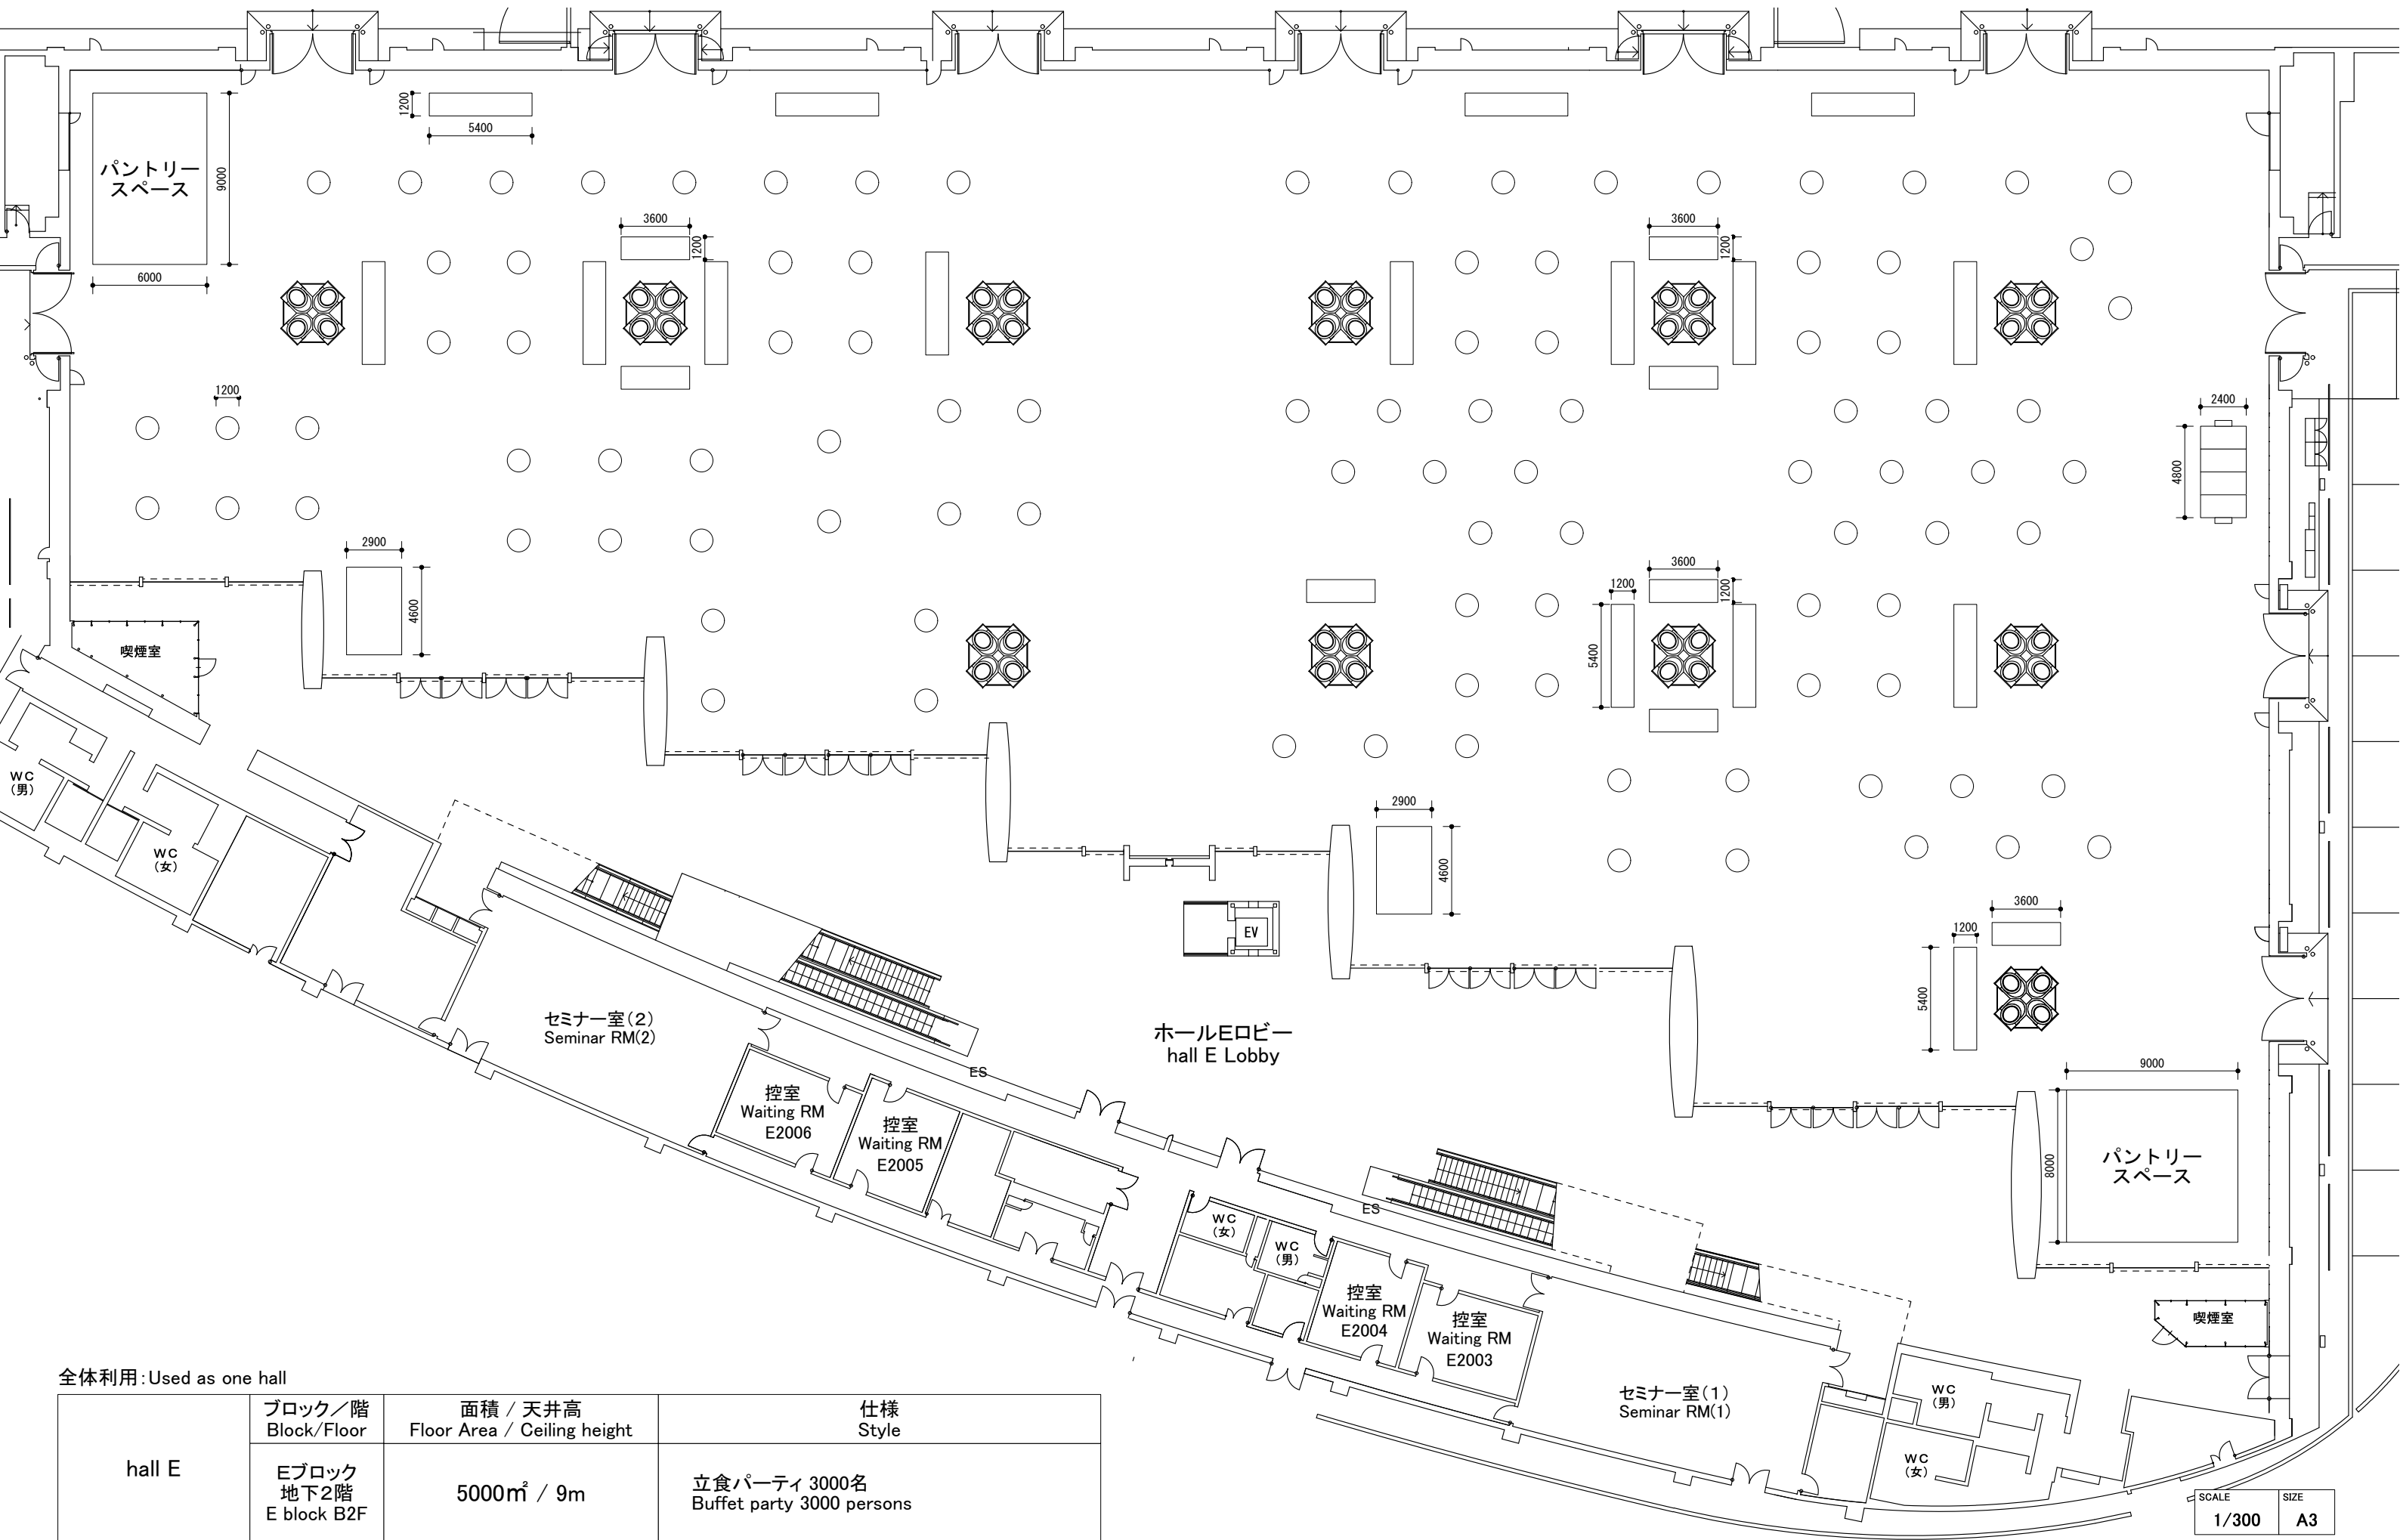 1200
5400
パントリー
スペース
9000
6000
3600
1200
3600
1200
1200
2400
4800
2900
4600
喫煙室
3600
1200
1200
5400
WC
(男)
WC
(女)
2900
4600
EV
3600
1200
5400
セミナー室(2)
Seminar RM(2)
ホールEロビー
hall E Lobby
ES
控室
Waiting RM
E2006
控室
Waiting RM
E2005
9000
8000
パントリー
スペース
ES
WC
(女)
WC
(男)
控室
Waiting RM
E2004
控室
Waiting RM
E2003
喫煙室
セミナー室(1)
Seminar RM(1)
WC
(男)
WC
(女)
全体利用:Used as one hall
ブロック/階
Block/Floor
面積 / 天井高
Floor Area / Ceiling height
仕様
Style
hall E
Eブロック
地下2階
E block B2F
5000㎡ / 9m
立食パーティ 3000名
Buffet party 3000 persons
SCALE
1/300
SIZE
A3